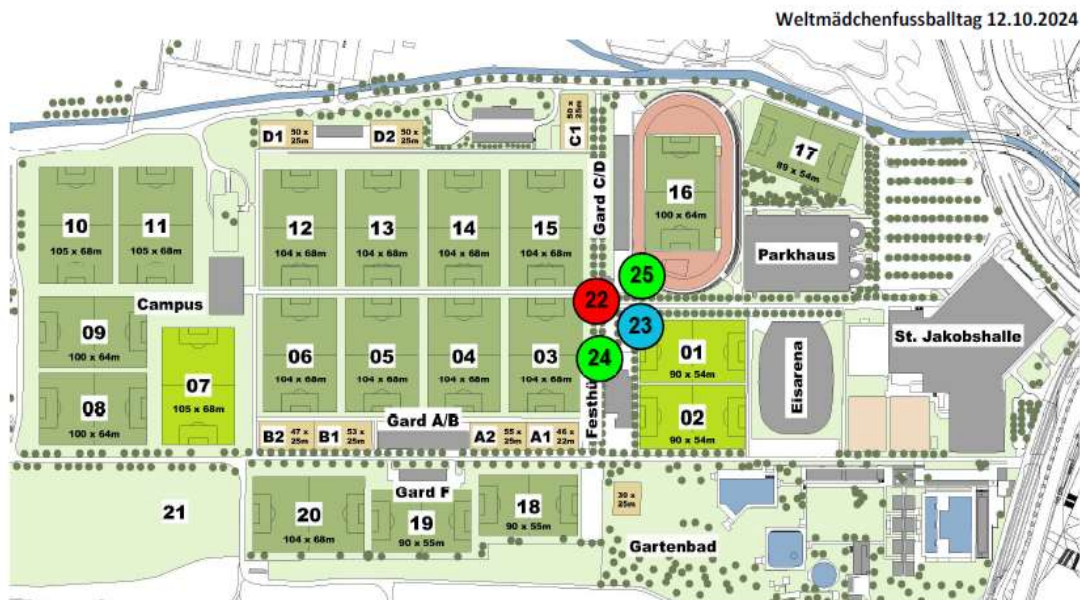 Weltmädchenfussballtag 12.10.2024
D1 50 x 25m
D2 50 x 25m
C1 50 x 25m
Gard C/D
17
89 x 54m
10
105 x 68m
11
105 x 68m
12
104 x 68m
13
104 x 68m
14
104 x 68m
15
104 x 68m
16
100 x 64m
Parkhaus
25
22
23
24
Campus
09
100 x 64m
08
100 x 64m
07
105 x 68m
06
104 x 68m
05
104 x 68m
04
104 x 68m
03
104 x 68m
01
90 x 54m
02
90 x 54m
Eisarena
St. Jakobshalle
Gard A/B
B2 47 x 25m
B1 53 x 25m
A2 55 x 25m
A1 46 x 22m
21
20
104 x 68m
Gard F
19
90 x 55m
18
90 x 55m
30 x 25m
Gartenbad